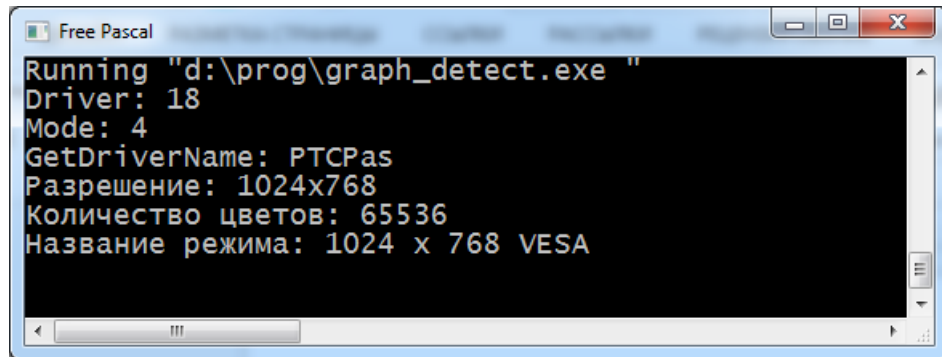 Free Pascal
Running "d:\prog\graph_detect.exe "
Driver: 18
Mode: 4
GetDriverName: PTCPas
Разрешение: 1024x768
Количество цветов: 65536
Название режима: 1024 x 768 VESA